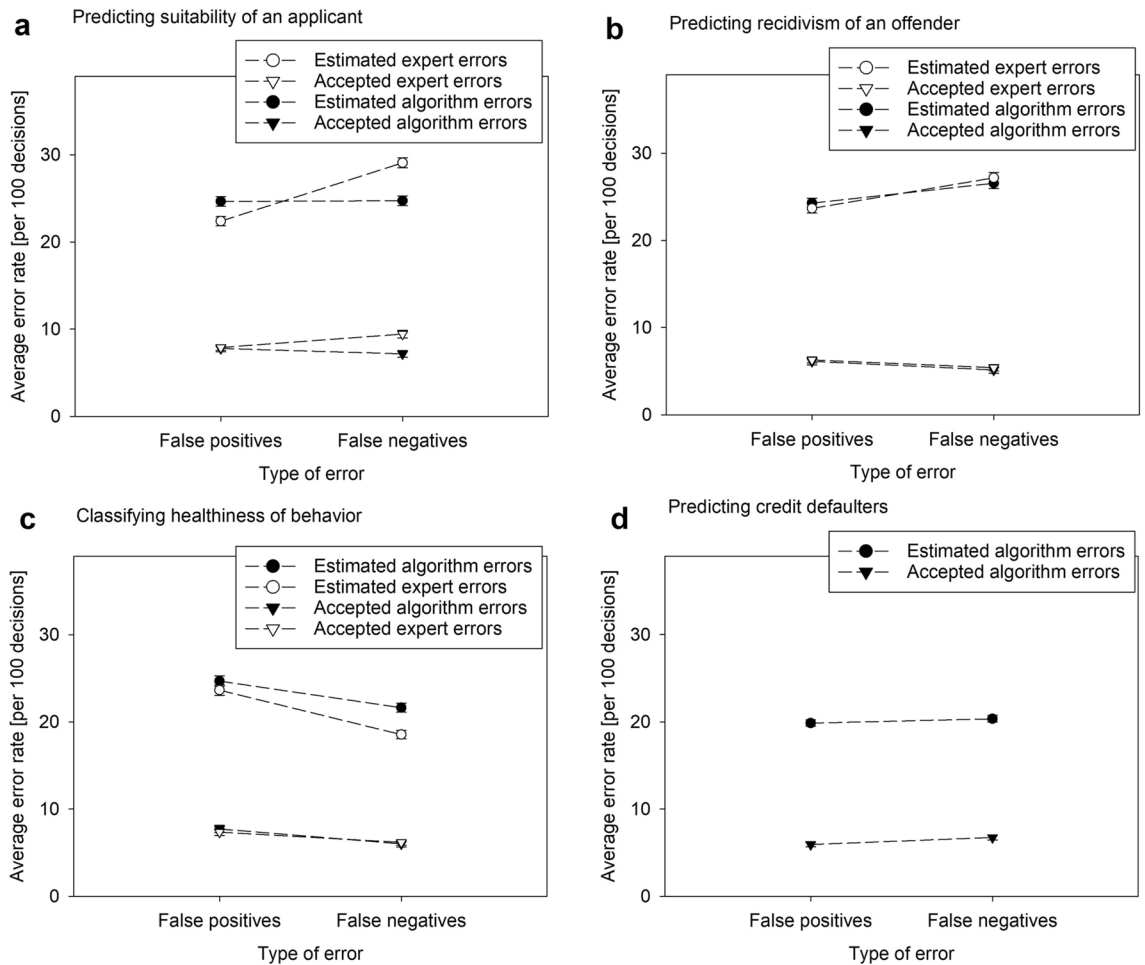 a
Predicting suitability of an applicant
Estimated expert errors
Accepted expert errors
Estimated algorithm errors
Accepted algorithm errors
Average error rate [per 100 decisions]
30
20
10
0
False positives
False negatives
Type of error
b
Predicting recidivism of an offender
Estimated expert errors
Accepted expert errors
Estimated algorithm errors
Accepted algorithm errors
Average error rate [per 100 decisions]
30
20
10
0
False positives
False negatives
Type of error
c
Classifying healthiness of behavior
Estimated algorithm errors
Estimated expert errors
Accepted algorithm errors
Accepted expert errors
Average error rate [per 100 decisions]
30
20
10
0
False positives
False negatives
Type of error
d
Predicting credit defaulters
Estimated algorithm errors
Accepted algorithm errors
Average error rate [per 100 decisions]
30
20
10
0
False positives
False negatives
Type of error